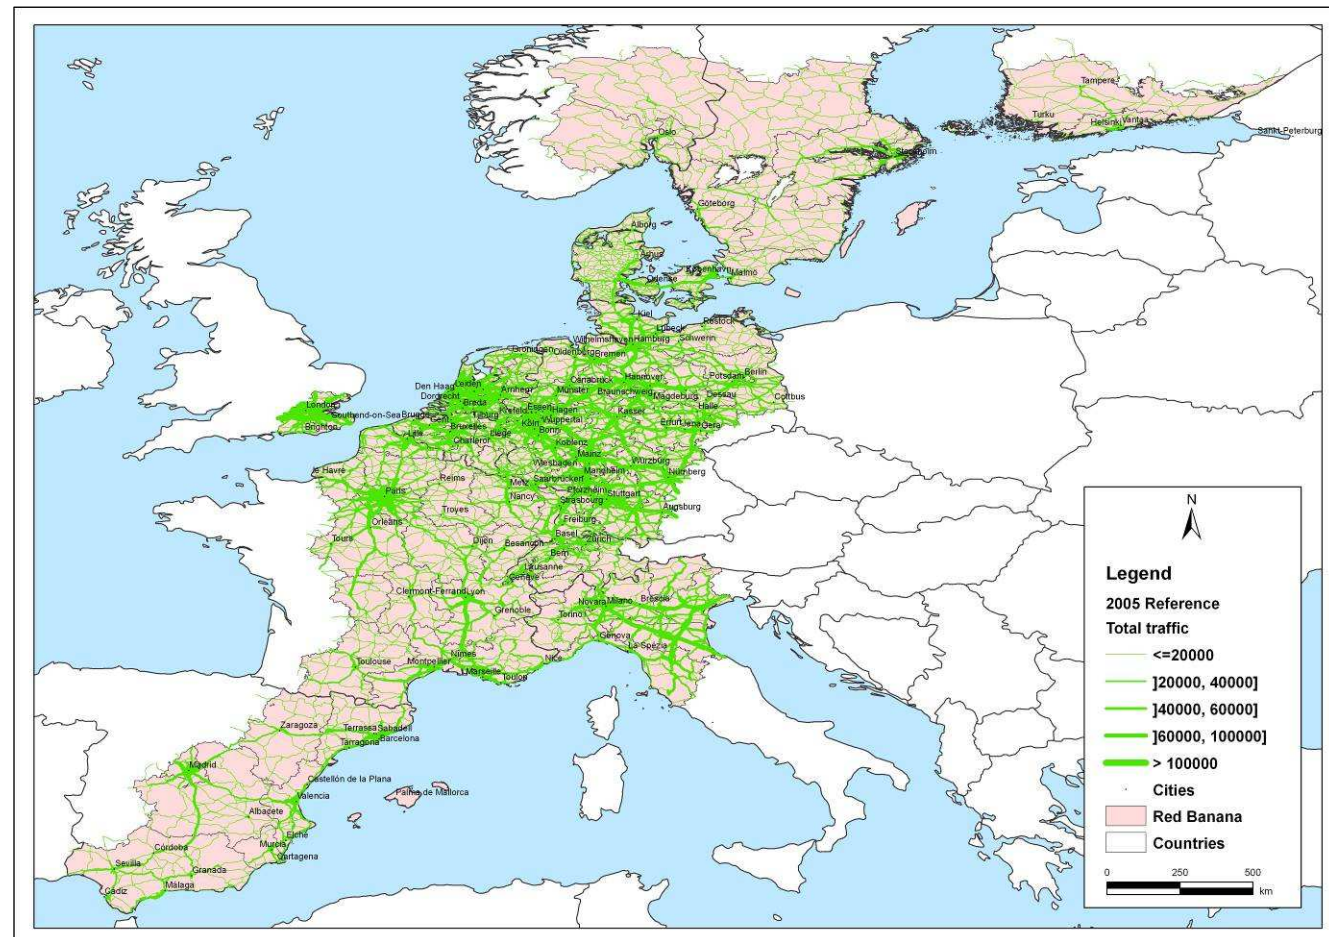 Tampere
Turku
Helsinki
Vantaa
Sankt-Peterburg
Oslo
Stockholm
Göteborg
Alborg
Arhus
København
Malmö
Odense
Kiel
Lübeck
Rostock
Wilhelmshaven
Hamburg
Schwerin
Groningen
Oldenburg
Bremen
Den Haag
Leiden
Arnhem
Osnabrück
Hannover
Potsdam
Berlin
Dordrecht
Münster
Braunschweig
Magdeburg
Dessau
Cottbus
London
Breda
Essen
Hagen
Halle
Southend-on-Sea
Brugge
Gent
Tilburg
Krefeld
Wuppertal
Kassel
Brighton
Bruxelles
Köln
Erfurt
Jena
Gera
Lille
Charleroi
Liège
Bonn
Koblenz
Mainz
le Havre
Wiesbaden
Würzburg
Reims
Metz
Saarbrücken
Mannheim
Nürnberg
Paris
Nancy
Pforzheim
Stuttgart
Strasbourg
Troyes
Augsburg
Orléans
Freiburg
Tours
Dijon
Besançon
Basel
Zürich
Bern
Lausanne
Genève
Clermont-Ferrand
Lyon
Novara
Milano
Brescia
Grenoble
Torino
Genova
La Spezia
Toulouse
Montpellier
Nîmes
Nice
Marseille
Toulon
Zaragoza
Terrassa
Sabadell
Tarragona
Barcelona
Madrid
Castellón de la Plana
Palma de Mallorca
Valencia
Albacete
Elche
Murcia
Cartagena
Córdoba
Sevilla
Granada
Málaga
Cádiz
N
Legend
2005 Reference
Total traffic
<=20000
]20000, 40000]
]40000, 60000]
]60000, 100000]
> 100000
Cities
Red Banana
Countries
0 250 500
km